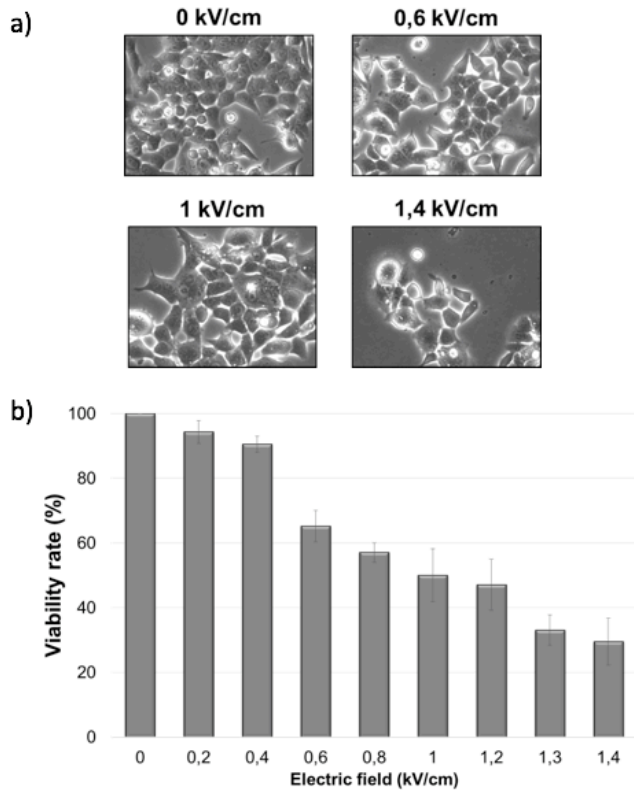 a)
0 kV/cm 0,6 kV/cm
1 kV/cm 1,4 kV/cm
b)
100
80
60
40
20
0
Viability rate (%)
0 0,2 0,4 0,6 0,8 1 1,2 1,3 1,4
Electric field (kV/cm)